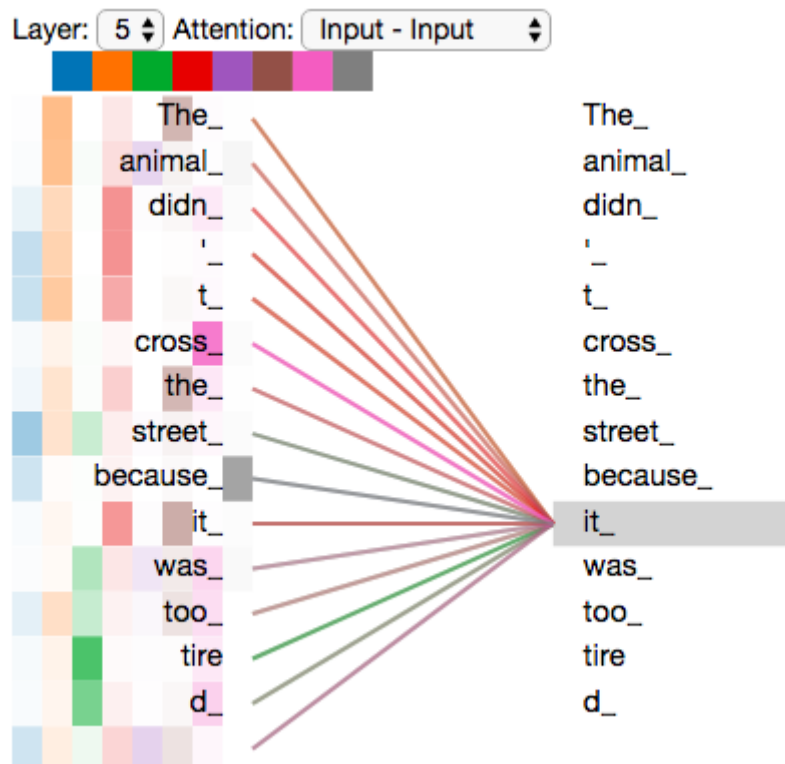 Layer: 5 Attention: Input - Input
The_ The_
animal_ animal_
didn_ didn_
'_ '_
t_ t_
cross_ cross_
the_ the_
street_ street_
because_ because_
it_ it_
was_ was_
too_ too_
tire tire
d_ d_